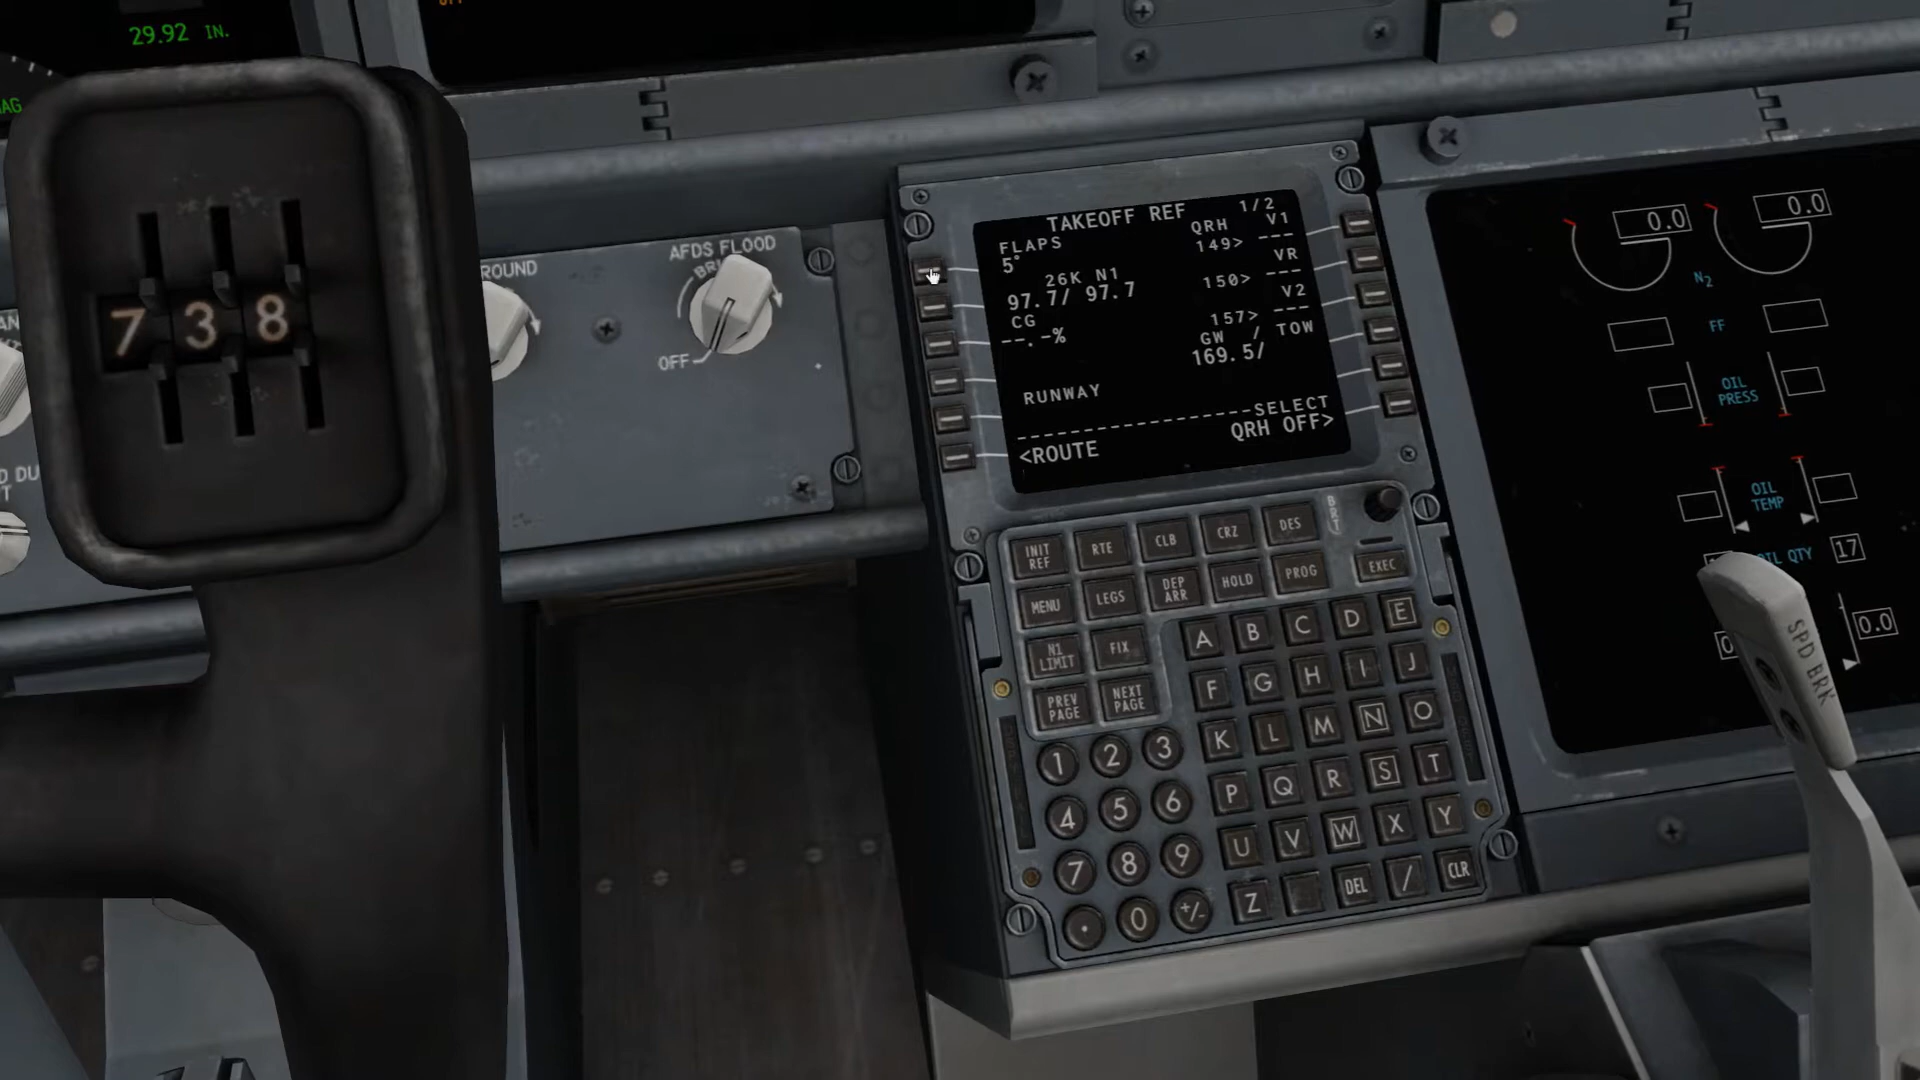 29.92 IN.
738
AFDS FLOOD
OFF
TAKEOFF REF 1/2
FLAPS QRH V1
5° 149> ---
26K N1 VR
97.7/ 97.7 150> ---
CG V2
--.-% 157> ---
GW / TOW
169.5/
RUNWAY
--------------SELECT
<ROUTE QRH OFF>
INIT REF
RTE
CLB
CRZ
DES
BRT
MENU
LEGS
DEP ARR
HOLD
PROG
EXEC
N1 LIMIT
FIX
PREV PAGE
NEXT PAGE
A B C D E
F G H I J
K L M N O
P Q R S T
U V W X Y
Z DEL / CLR
1 2 3
4 5 6
7 8 9
. 0 +/-
0.0 0.0
N2
FF
OIL PRESS
OIL TEMP
OIL QTY 17
0.0
SPD BRK